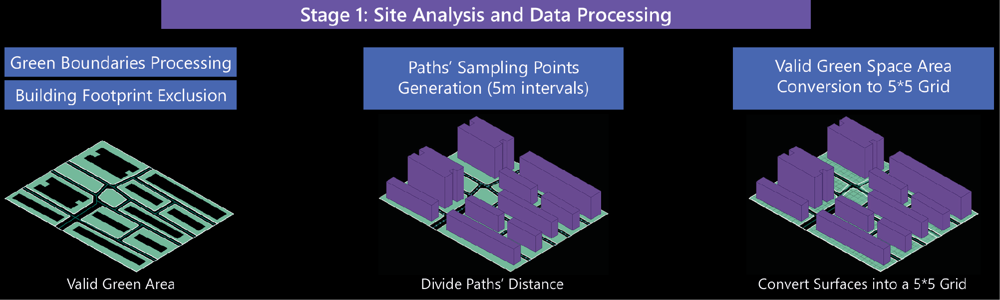 Stage 1: Site Analysis and Data Processing
Green Boundaries Processing
Building Footprint Exclusion
Valid Green Area
Paths’ Sampling Points
Generation (5m intervals)
Divide Paths’ Distance
Valid Green Space Area
Conversion to 5*5 Grid
Convert Surfaces into a 5*5 Grid